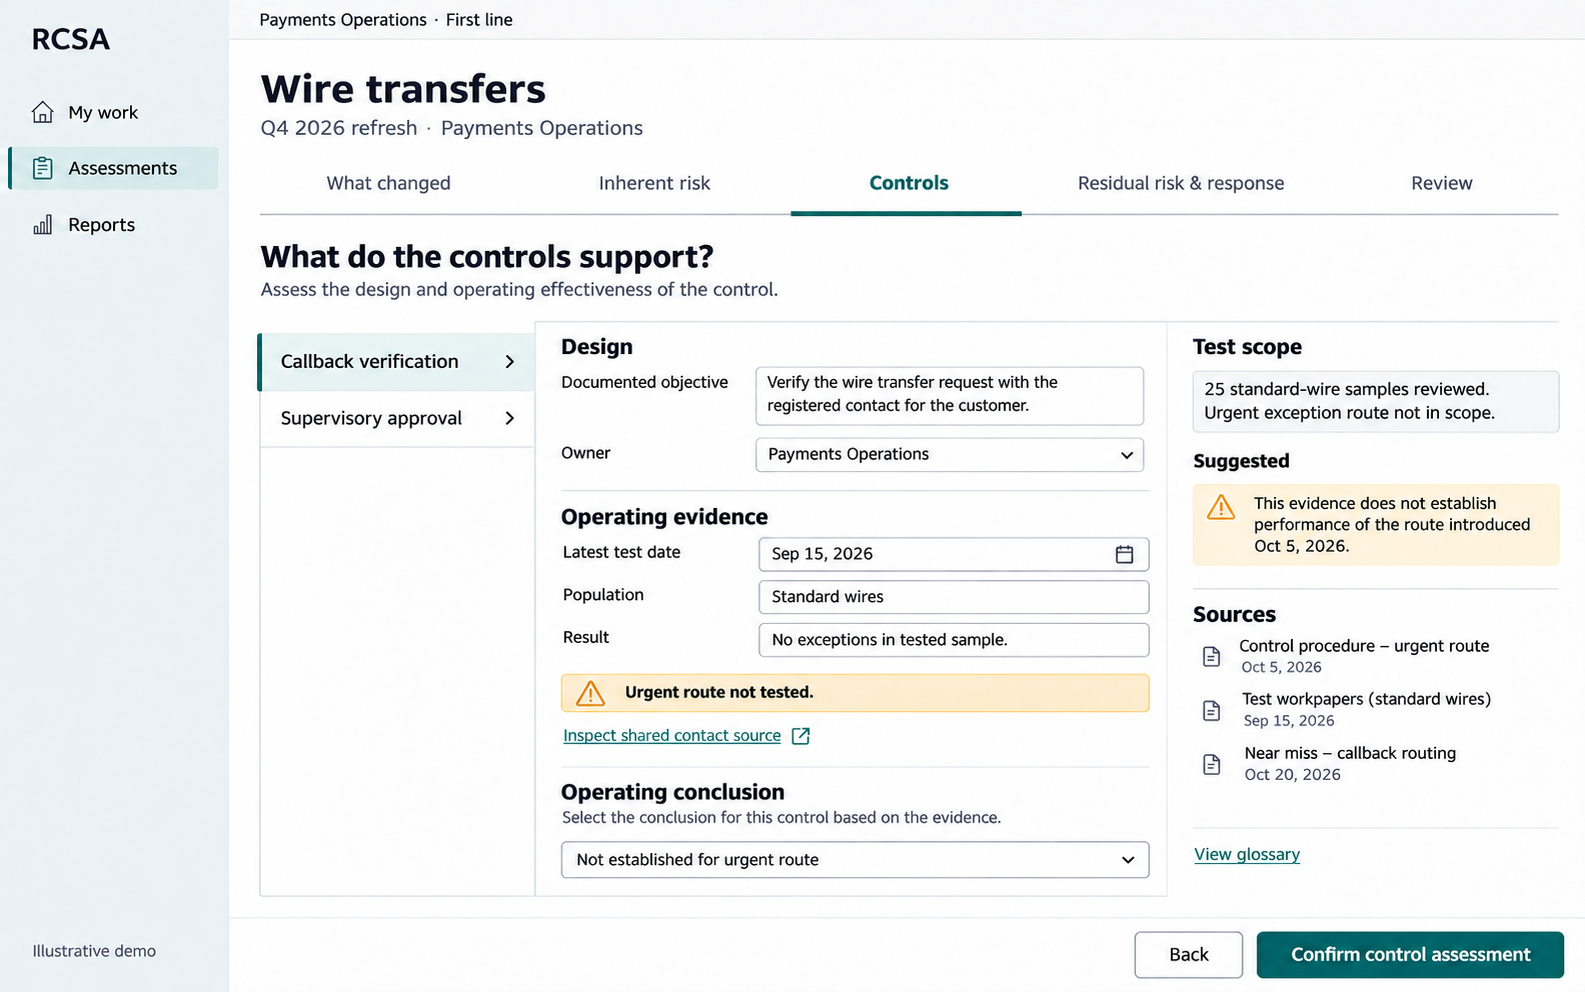 RCSA
My work
Assessments
Reports
Illustrative demo
Payments Operations · First line
Wire transfers
Q4 2026 refresh · Payments Operations
What changed
Inherent risk
Controls
Residual risk & response
Review
What do the controls support?
Assess the design and operating effectiveness of the control.
Callback verification
Supervisory approval
Design
Documented objective
Verify the wire transfer request with the
registered contact for the customer.
Owner
Payments Operations
Operating evidence
Latest test date
Sep 15, 2026
Population
Standard wires
Result
No exceptions in tested sample.
Urgent route not tested.
Inspect shared contact source
Operating conclusion
Select the conclusion for this control based on the evidence.
Not established for urgent route
Test scope
25 standard-wire samples reviewed.
Urgent exception route not in scope.
Suggested
This evidence does not establish
performance of the route introduced
Oct 5, 2026.
Sources
Control procedure – urgent route
Oct 5, 2026
Test workpapers (standard wires)
Sep 15, 2026
Near miss – callback routing
Oct 20, 2026
View glossary
Back
Confirm control assessment